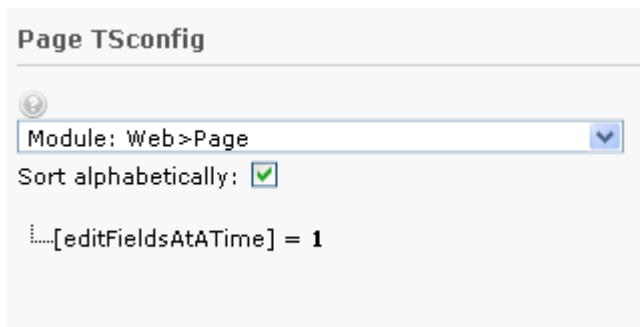 Page TSconfig
Module: Web>Page
Sort alphabetically:
[editFieldsAtATime] = 1